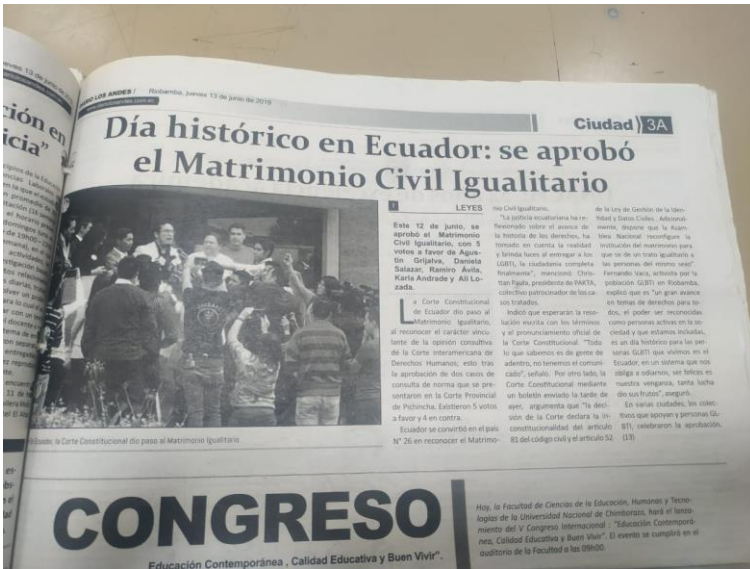 LOS ANDES / Riobamba, jueves 13 de junio de 2019
Ciudad 3A
Día histórico en Ecuador: se aprobó
el Matrimonio Civil Igualitario
LEYES
Este 12 de junio, se
aprobó el Matrimonio
Civil Igualitario, con 5
votos a favor de Agus-
tín Grijalva, Daniela
Salazar, Ramiro Ávila,
Karla Andrade y Alí Lo-
zada.
La Corte Constitucional
de Ecuador dio paso al
Matrimonio Igualitario,
al reconocer el carácter vincu-
lante de la opinión consultiva
de la Corte Interamericana de
Derechos Humanos; esto tras
la aprobación de dos casos de
consulta de norma que se pre-
sentaron en la Corte Provincial
de Pichincha. Existieron 5 votos
a favor y 4 en contra.
Ecuador se convirtió en el país
N° 26 en reconocer el Matrimo-
nio Civil Igualitario.
"La justicia ecuatoriana ha re-
flexionado sobre el avance de
la historia de los derechos, ha
tomado en cuenta la realidad
y brinda luces al entregar a los
LGBTI, la ciudadanía completa
finalmente", mencionó Chris-
tian Paula, presidente de PAKTA,
colectivo patrocinador de los ca-
sos tratados.
Indicó que esperarán la reso-
lución escrita con los términos
y el pronunciamiento oficial de
la Corte Constitucional. "Todo
lo que sabemos es de gente de
adentro, no tenemos el comuni-
cado", señaló. Por otro lado, la
Corte Constitucional mediante
un boletín enviado la tarde de
ayer, argumenta que "la deci-
sión de la Corte declara la in-
constitucionalidad del artículo
81 del código civil y el artículo 52
de la Ley de Gestión de la Iden-
tidad y Datos Civiles. Adicional-
mente, dispone que la Asam-
blea Nacional reconfigure la
institución del matrimonio para
que se de un trato igualitario a
las personas del mismo sexo".
Fernando Vaca, activista por la
población GLBTI en Riobamba,
explicó que es "un gran avance
en temas de derechos para to-
dos, el poder ser reconocidas
como personas activas en la so-
ciedad y que estamos incluidas,
es un día histórico para las per-
sonas GLBTI que vivimos en el
Ecuador, en un sistema que nos
obliga a odiarnos, ser felices es
nuestra venganza, tanta lucha
dio sus frutos", aseguró.
En varias ciudades, los colec-
tivos que apoyan y personas GL-
BTI, celebraron la aprobación.
(13)
Ecuador, la Corte Constitucional dio paso al Matrimonio Igualitario.
CONGRESO
Educación Contemporánea , Calidad Educativa y Buen Vivir".
Hoy, la Facultad de Ciencias de la Educación, Humanas y Tecno-
logías de la Universidad Nacional de Chimborazo, hará el lanza-
miento del V Congreso Internacional : "Educación Contemporá-
nea, Calidad Educativa y Buen Vivir". El evento se cumplirá en el
auditorio de la Facultad a las 09h00.